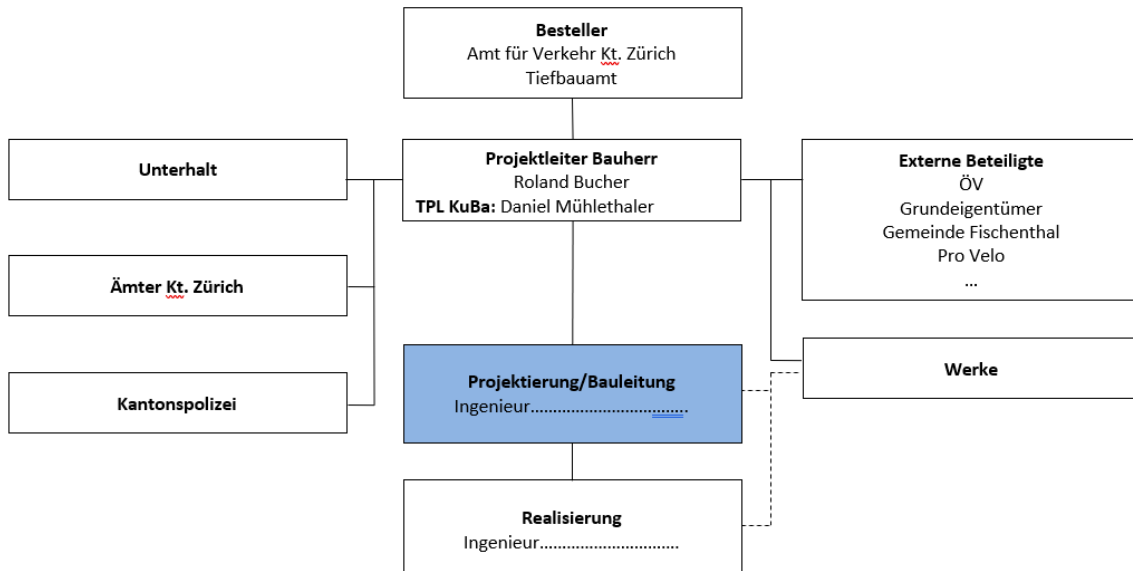 Besteller
Amt für Verkehr Kt. Zürich
Tiefbauamt
Unterhalt
Projektleiter Bauherr
Roland Bucher
TPL KuBa: Daniel Mühlethaler
Externe Beteiligte
ÖV
Grundeigentümer
Gemeinde Fischenthal
Pro Velo
...
Ämter Kt. Zürich
Kantonspolizei
Projektierung/Bauleitung
Ingenieur...................................
Werke
Realisierung
Ingenieur...............................